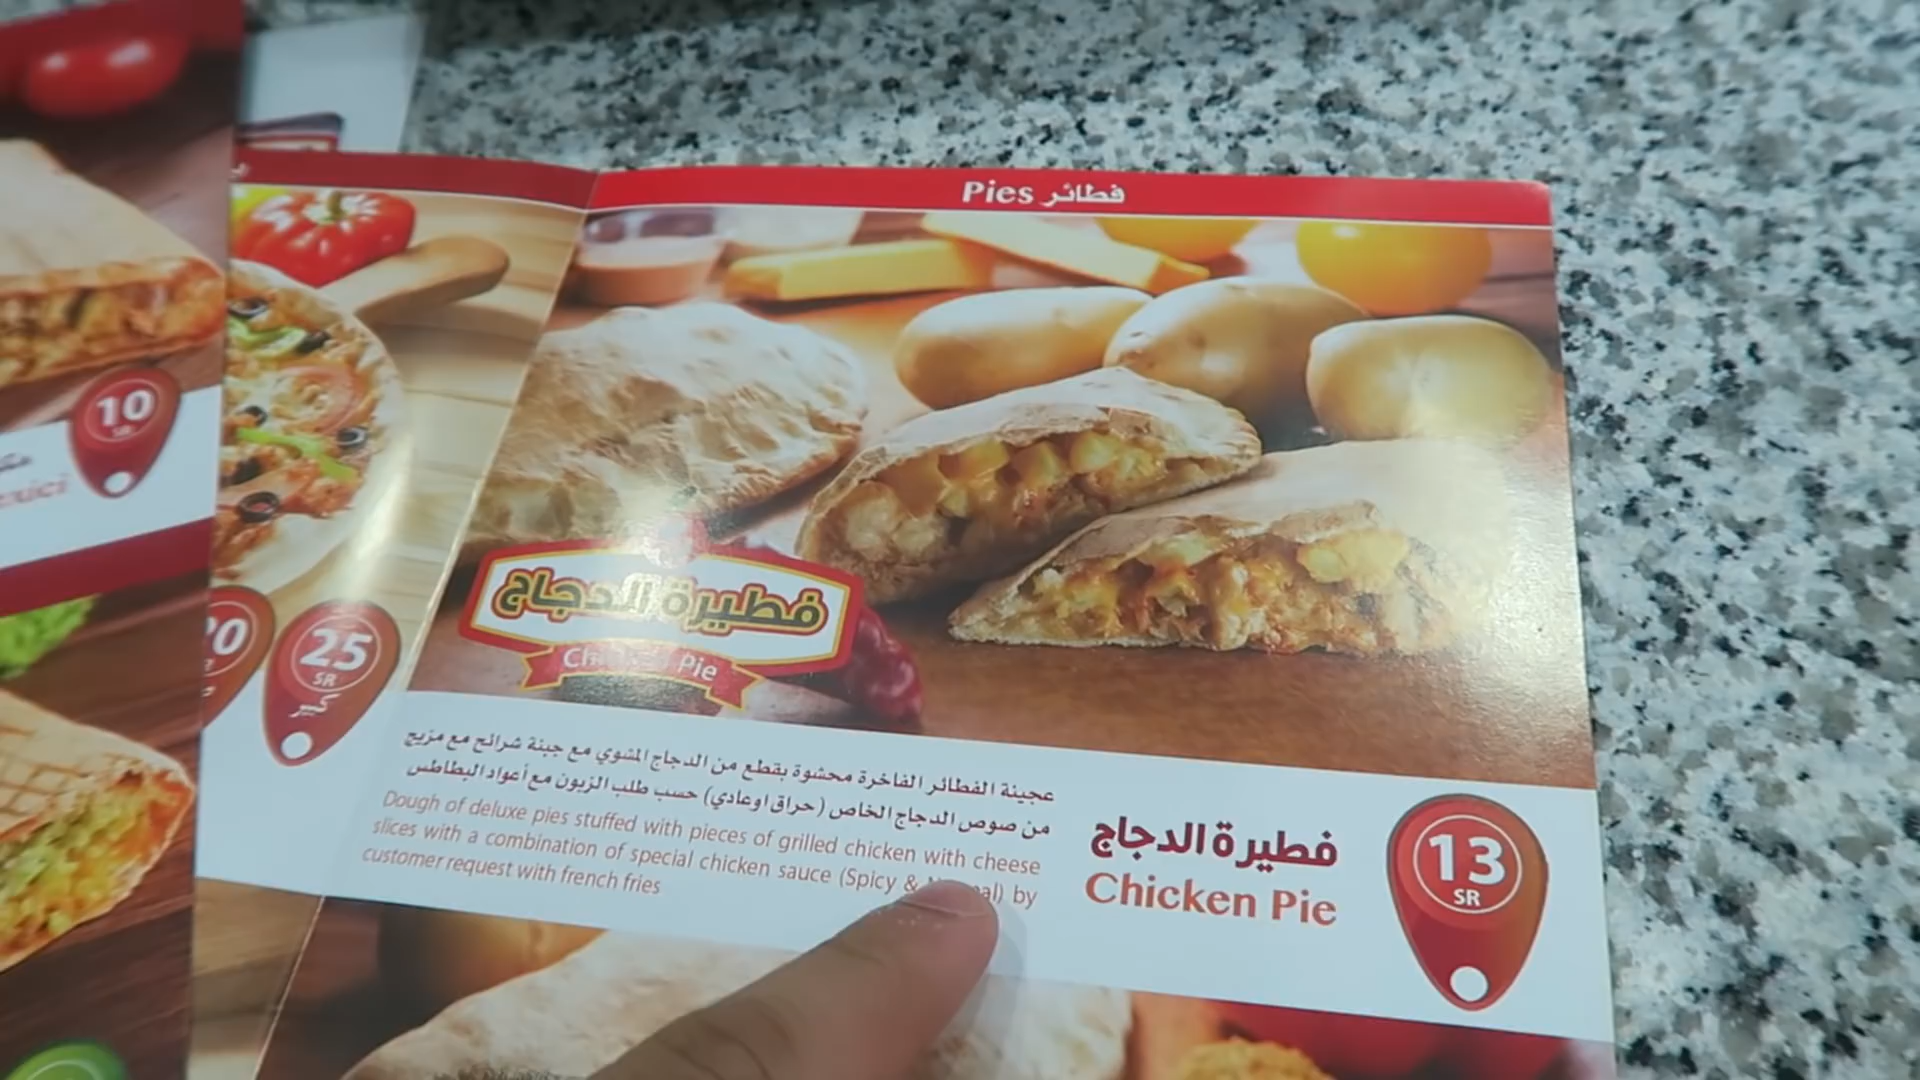 فطائر Pies
10
SR
25
SR
كبير
فطيرة الدجاج
Pie
عجينة الفطائر الفاخرة محشوة بقطع من الدجاج المشوي مع جبنة شرائح مع مزيج
من صوص الدجاج الخاص (حراق اوعادي) حسب طلب الزبون مع أعواد البطاطس
Dough of deluxe pies stuffed with pieces of grilled chicken with cheese
slices with a combination of special chicken sauce (Spicy & by
customer request with french fries
فطيرة الدجاج
Chicken Pie
13
SR